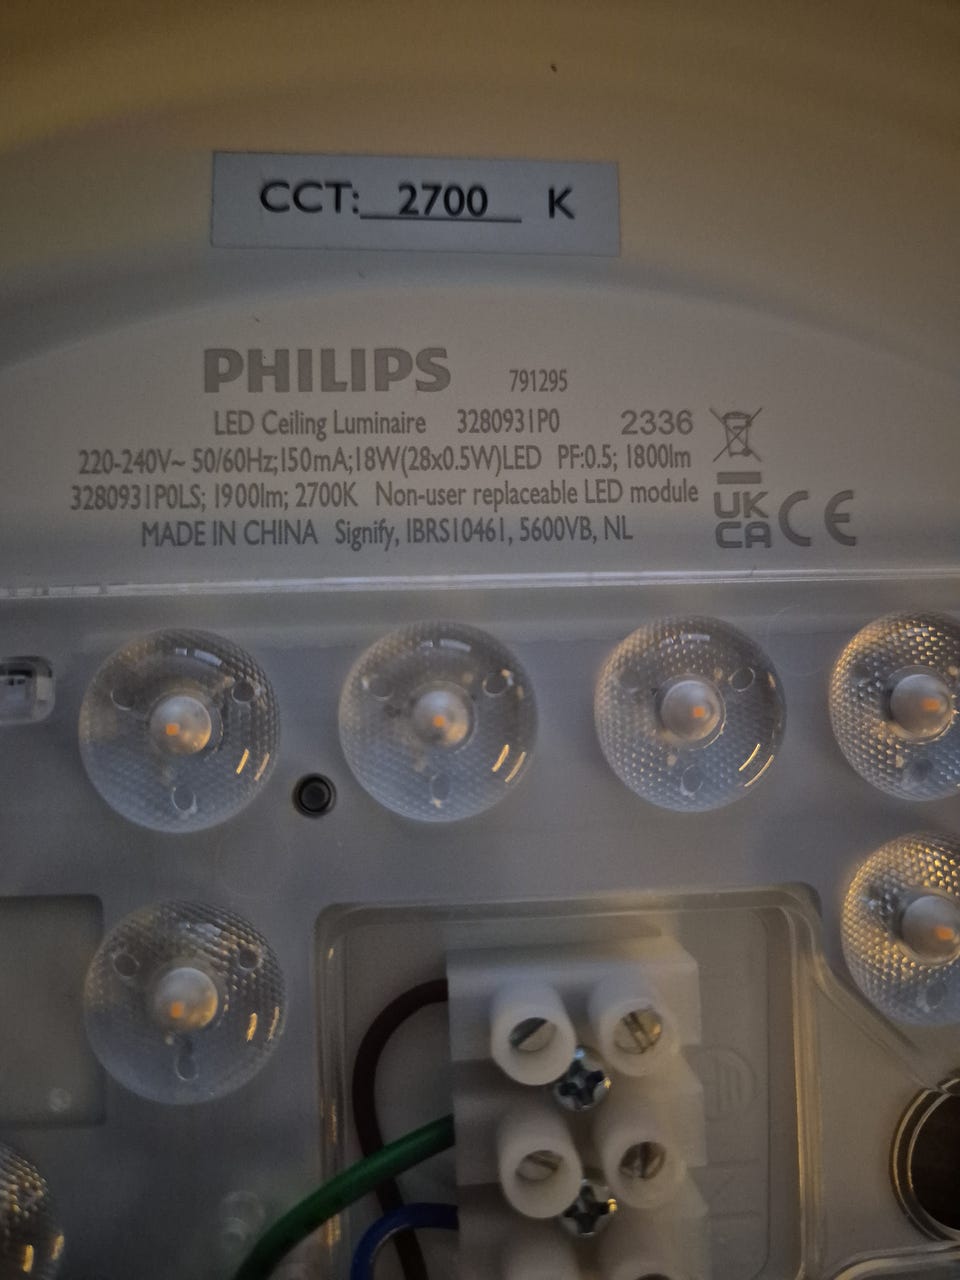 CCT: 2700 K
PHILIPS 791295
LED Ceiling Luminaire 3280931P0 2336
220-240V~ 50/60Hz;150mA;18W(28x0.5W)LED PF:0.5; 1800lm
3280931P0LS; 1900lm; 2700K Non-user replaceable LED module
UK
CA CE
MADE IN CHINA Signify, IBRS10461, 5600VB, NL